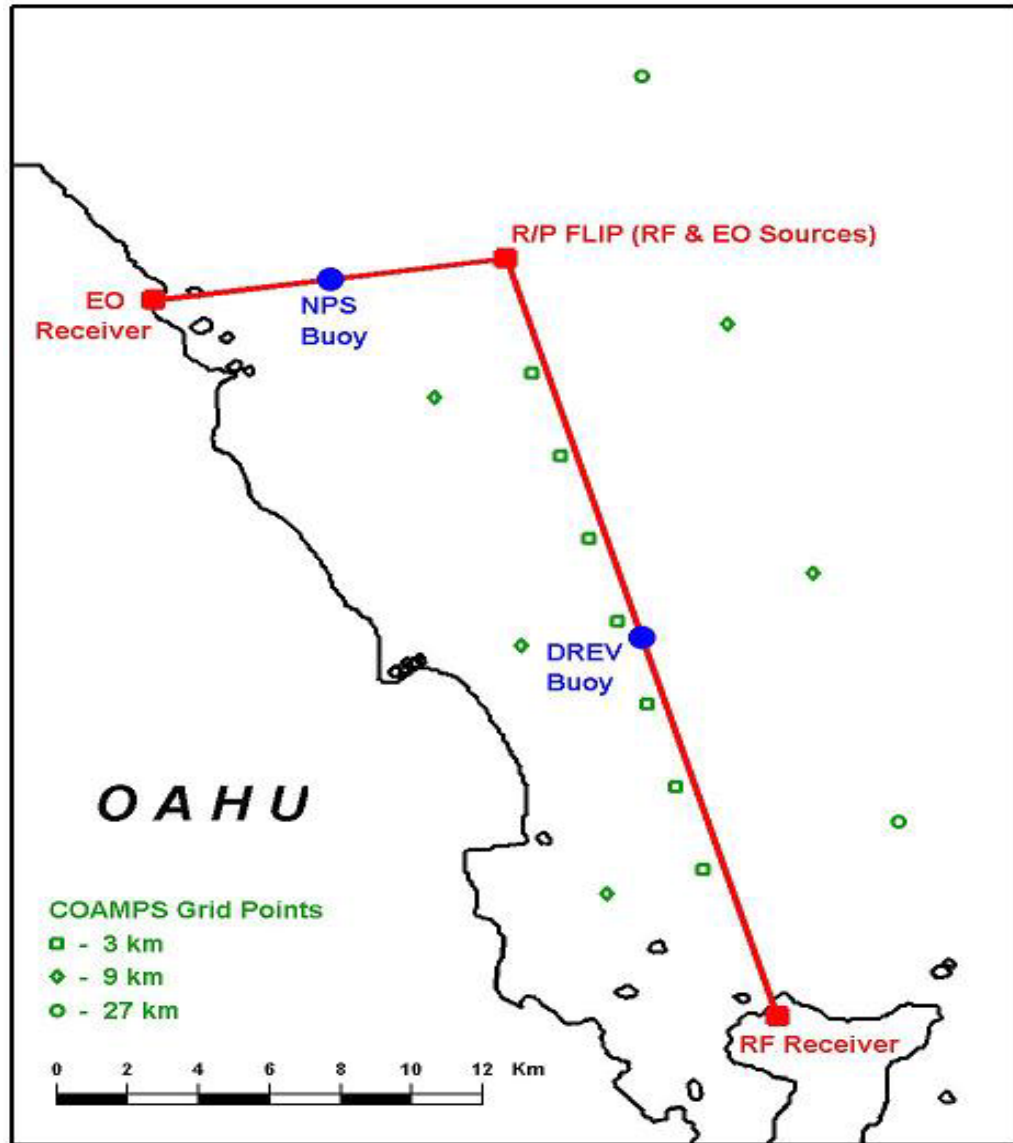 R/P FLIP (RF & EO Sources)
EO
Receiver
NPS
Buoy
DREV
Buoy
OAHU
COAMPS Grid Points
- 3 km
- 9 km
- 27 km
RF Receiver
0 2 4 6 8 10 12 Km